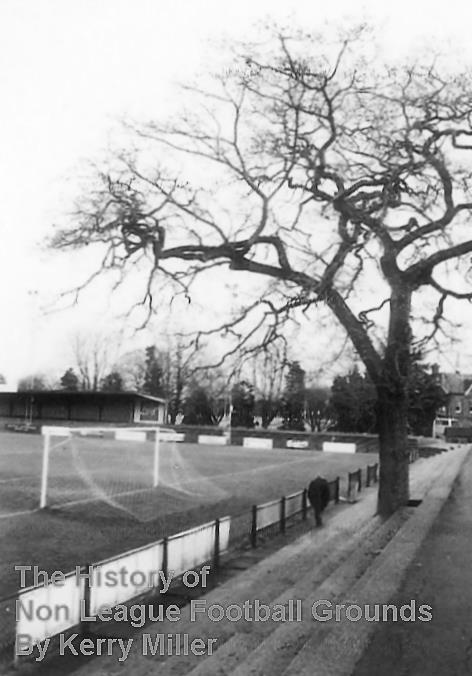 The History of
Non League Football Grounds
By Kerry Miller